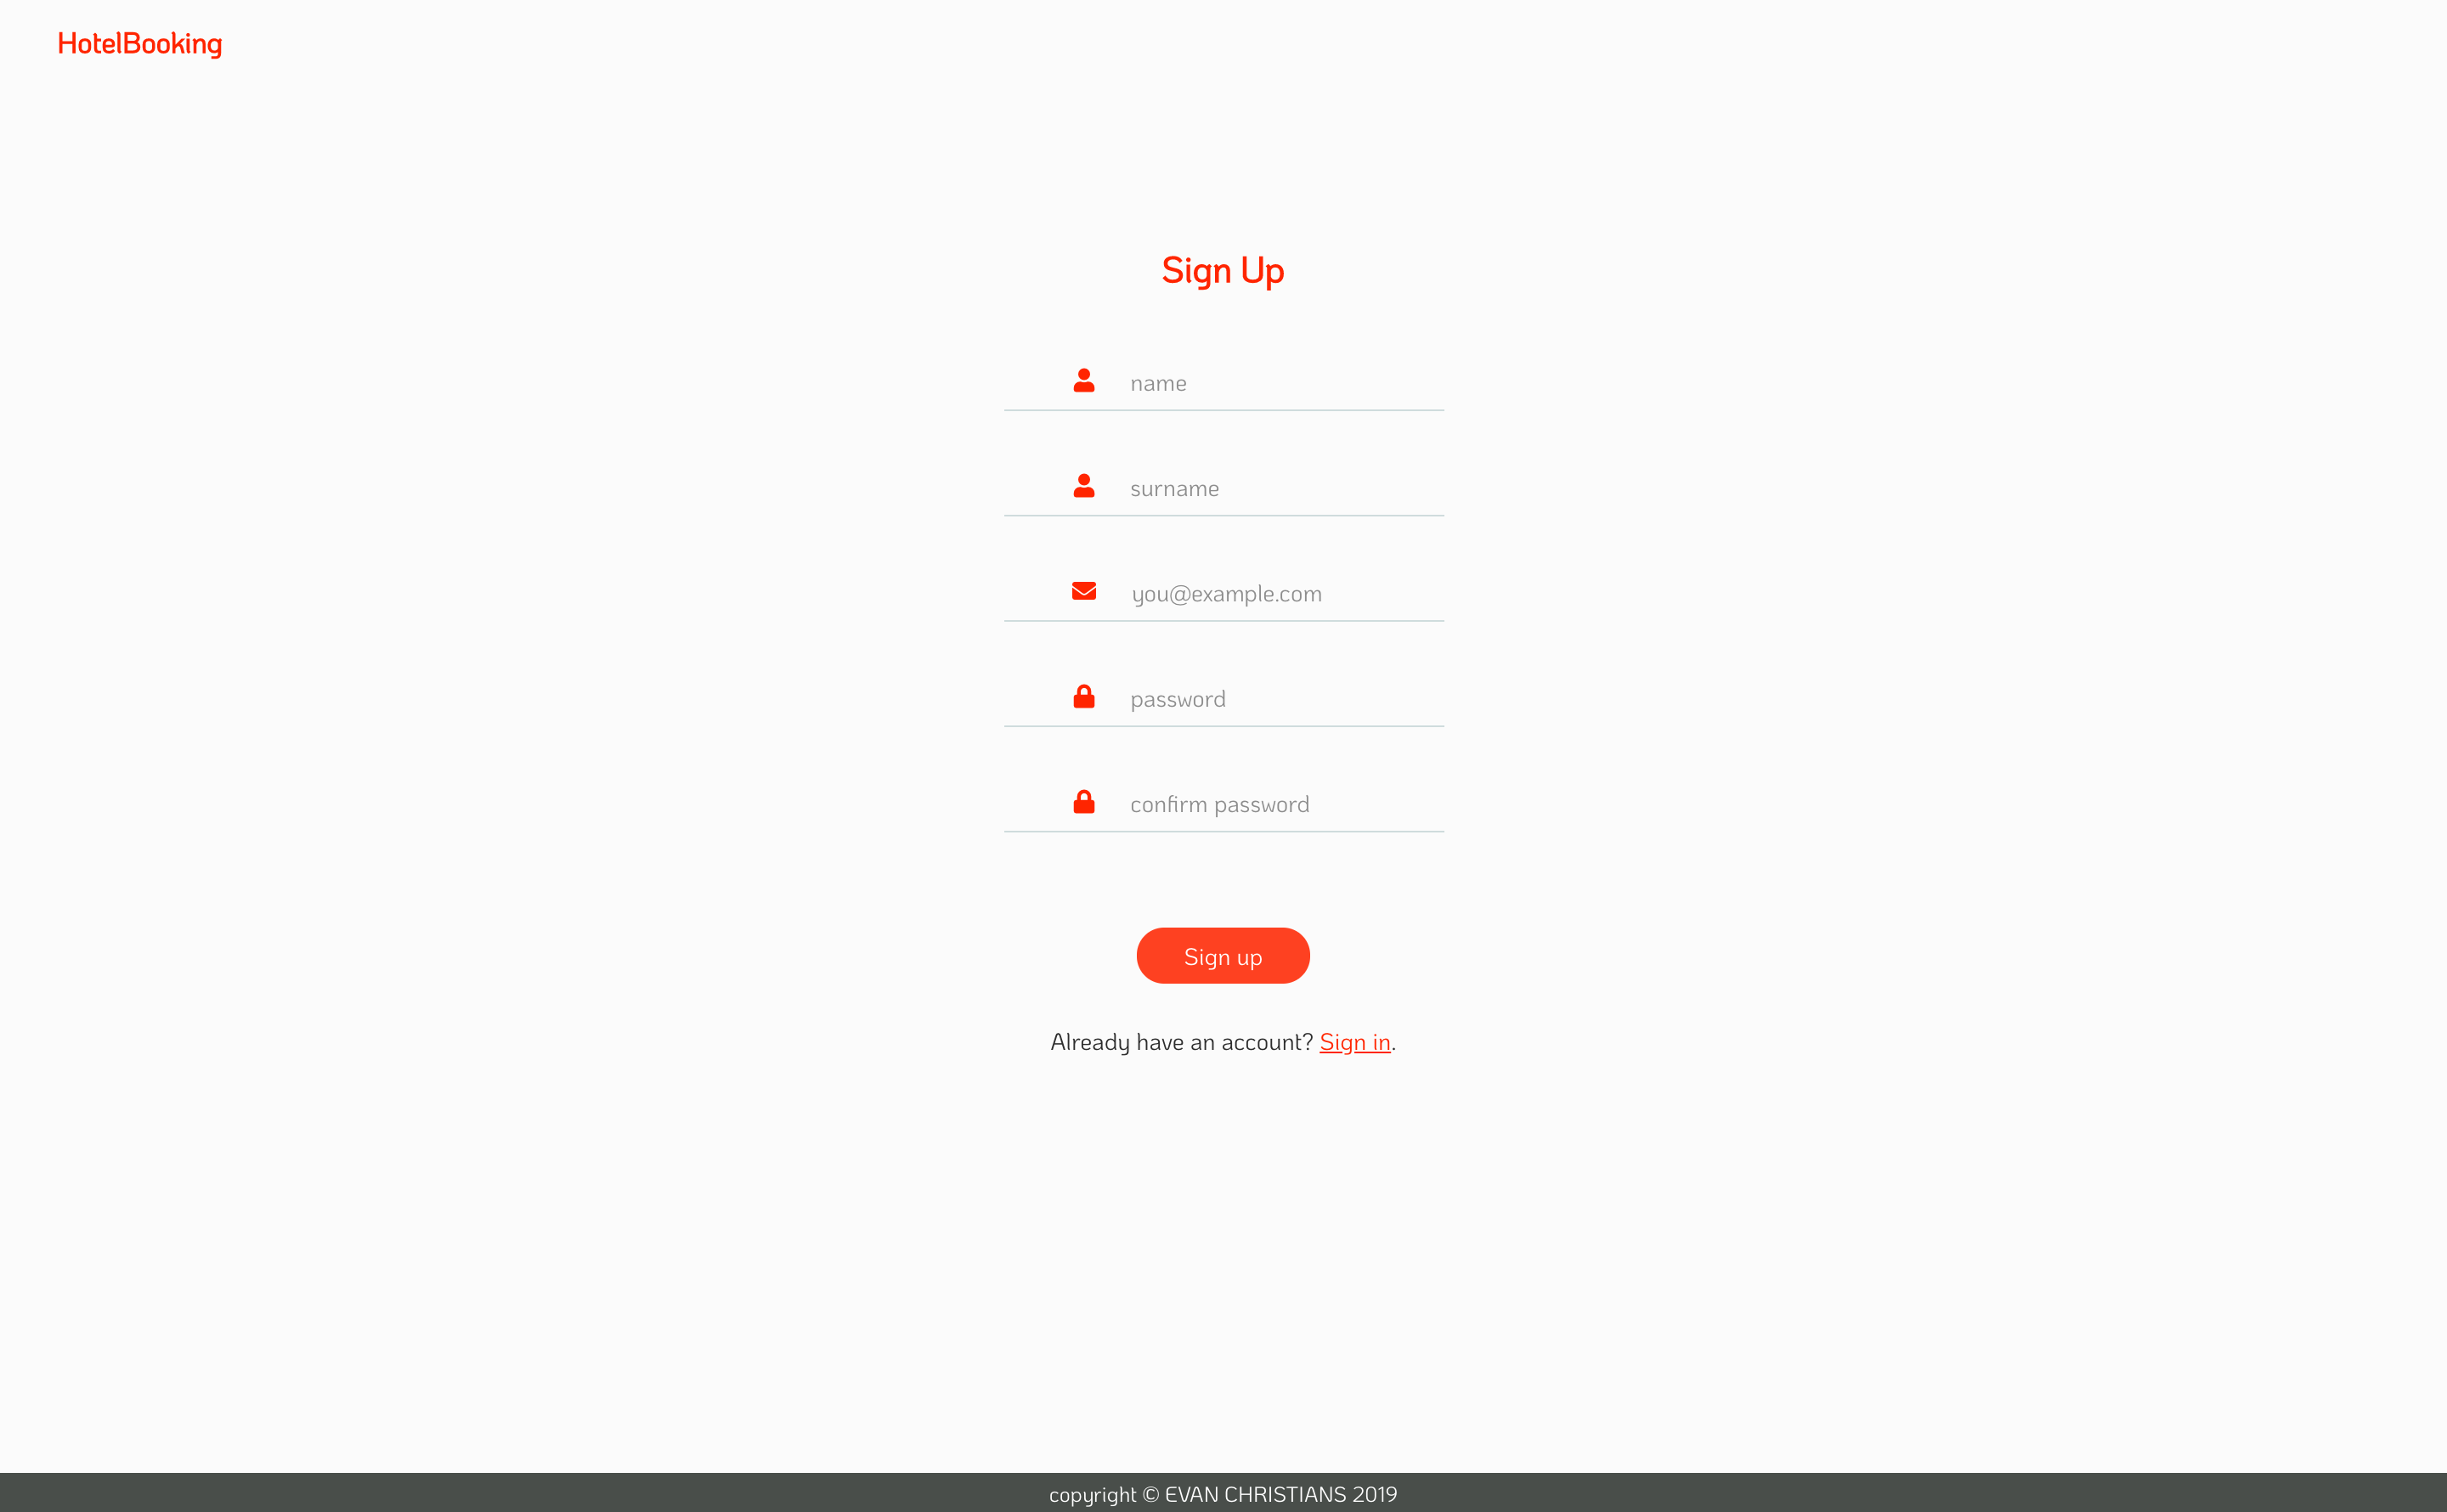 HotelBooking
Sign Up
name
surname
you@example.com
password
confirm password
Sign up
Already have an account? Sign in.
copyright © EVAN CHRISTIANS 2019